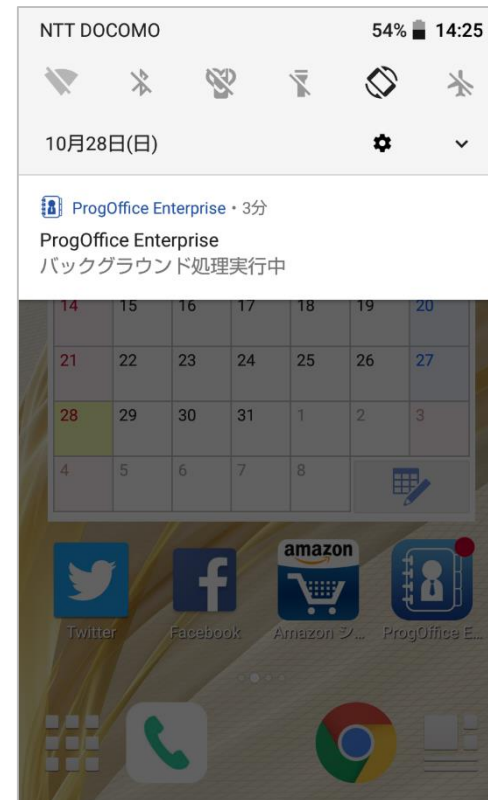 NTT DOCOMO 54% 14:25
10月28日(日)
ProgOffice Enterprise • 3分
ProgOffice Enterprise
バックグラウンド処理実行中
14 15 16 17 18 19 20
21 22 23 24 25 26 27
28 29 30 31 1 2 3
4 5 6 7 8
amazon
Twitter Facebook Amazon シ... ProgOffice E...